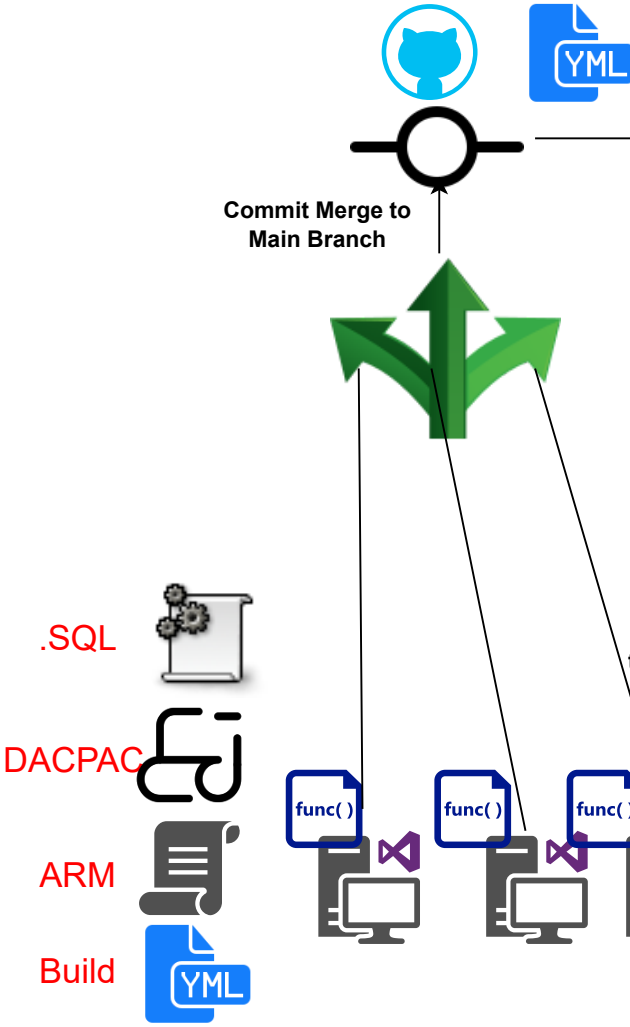 YML
Commit Merge to
Main Branch
.SQL
DACPAC
func( )
func( )
func( )
ARM
Build
YML